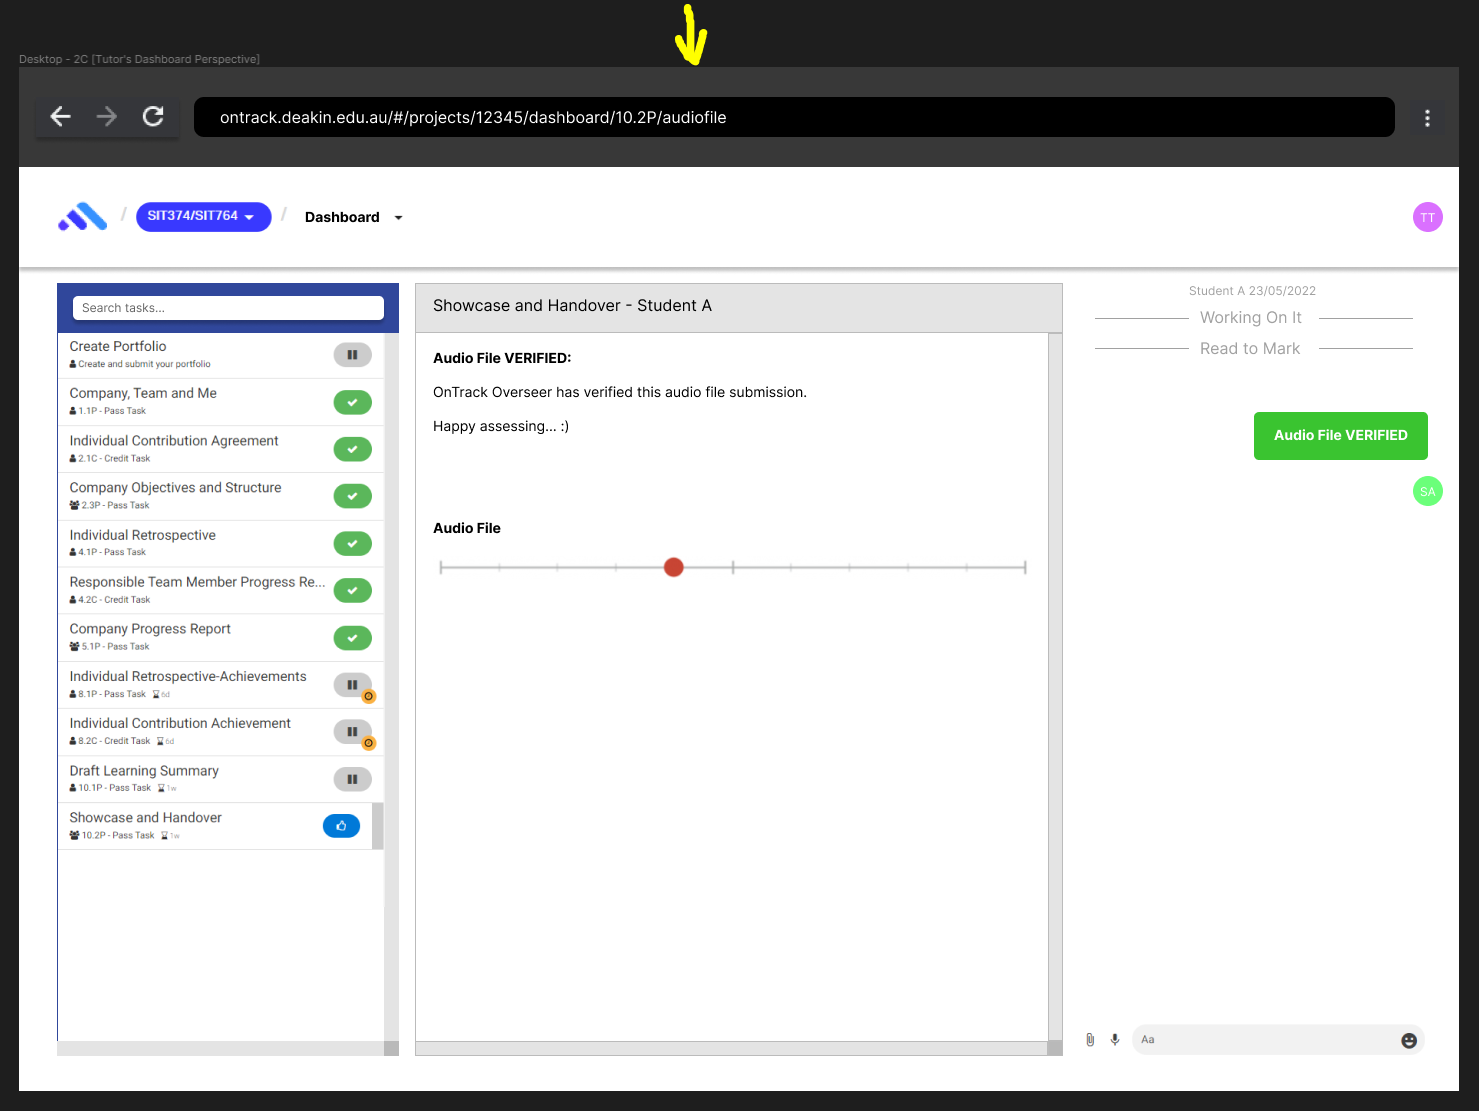 Desktop - 2C [Tutor's Dashboard Perspective]
ontrack.deakin.edu.au/#/projects/12345/dashboard/10.2P/audiofile
/ SIT374/SIT764 / Dashboard
TT
Search tasks...
Create Portfolio
Create and submit your portfolio
Company, Team and Me
1.1P - Pass Task
Individual Contribution Agreement
2.1C - Credit Task
Company Objectives and Structure
2.3P - Pass Task
Individual Retrospective
4.1P - Pass Task
Responsible Team Member Progress Re...
4.2C - Credit Task
Company Progress Report
5.1P - Pass Task
Individual Retrospective-Achievements
8.1P - Pass Task 6d
Individual Contribution Achievement
8.2C - Credit Task 6d
Draft Learning Summary
10.1P - Pass Task 1w
Showcase and Handover
10.2P - Pass Task 1w
Showcase and Handover - Student A
Audio File VERIFIED:
OnTrack Overseer has verified this audio file submission.
Happy assessing... :)
Audio File
Student A 23/05/2022
Working On It
Read to Mark
Audio File VERIFIED
SA
Aa